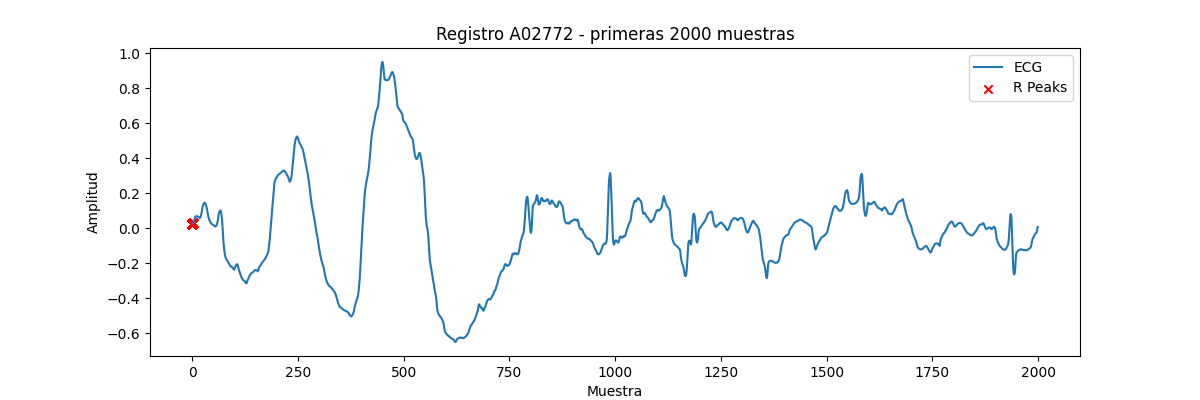 Registro A02772 - primeras 2000 muestras
1.0
0.8
0.6
0.4
0.2
0.0
−0.2
−0.4
−0.6
Amplitud
ECG
R Peaks
0 250 500 750 1000 1250 1500 1750 2000
Muestra